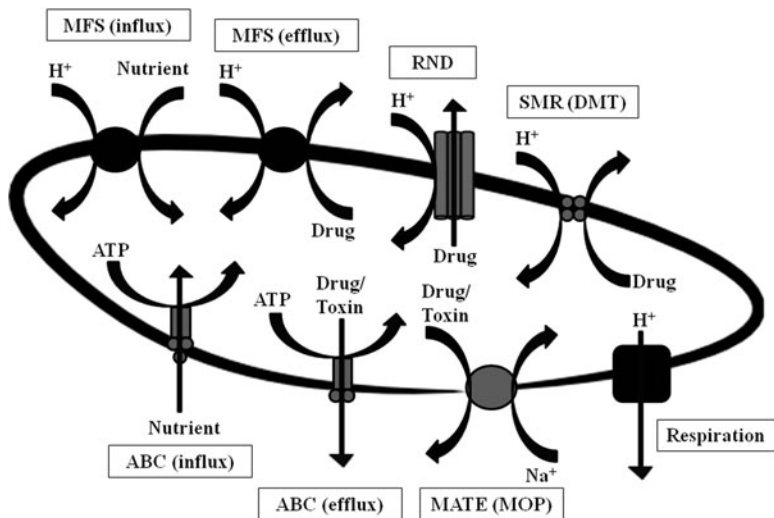 MFS (influx)
MFS (efflux)
RND
SMR (DMT)
H+
Nutrient
H+
H+
H+
Drug
Drug
Drug
ATP
ATP
Drug/
Toxin
Drug/
Toxin
H+
Nutrient
ABC (influx)
ABC (efflux)
MATE (MOP)
Na+
Respiration